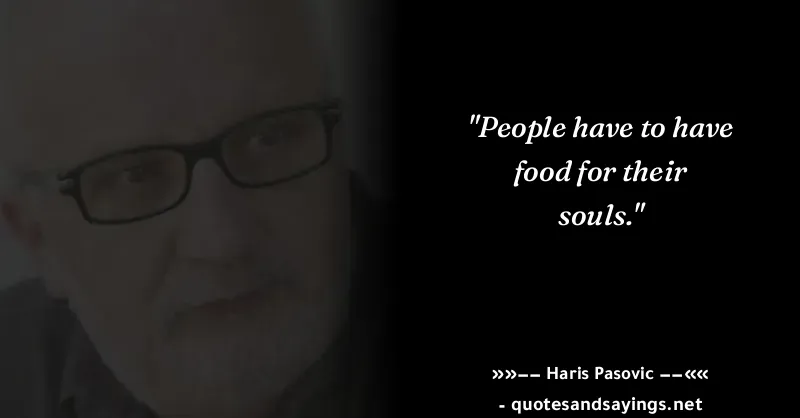 "People have to have
food for their
souls."
»»–– Haris Pasovic ––««
- quotesandsayings.net